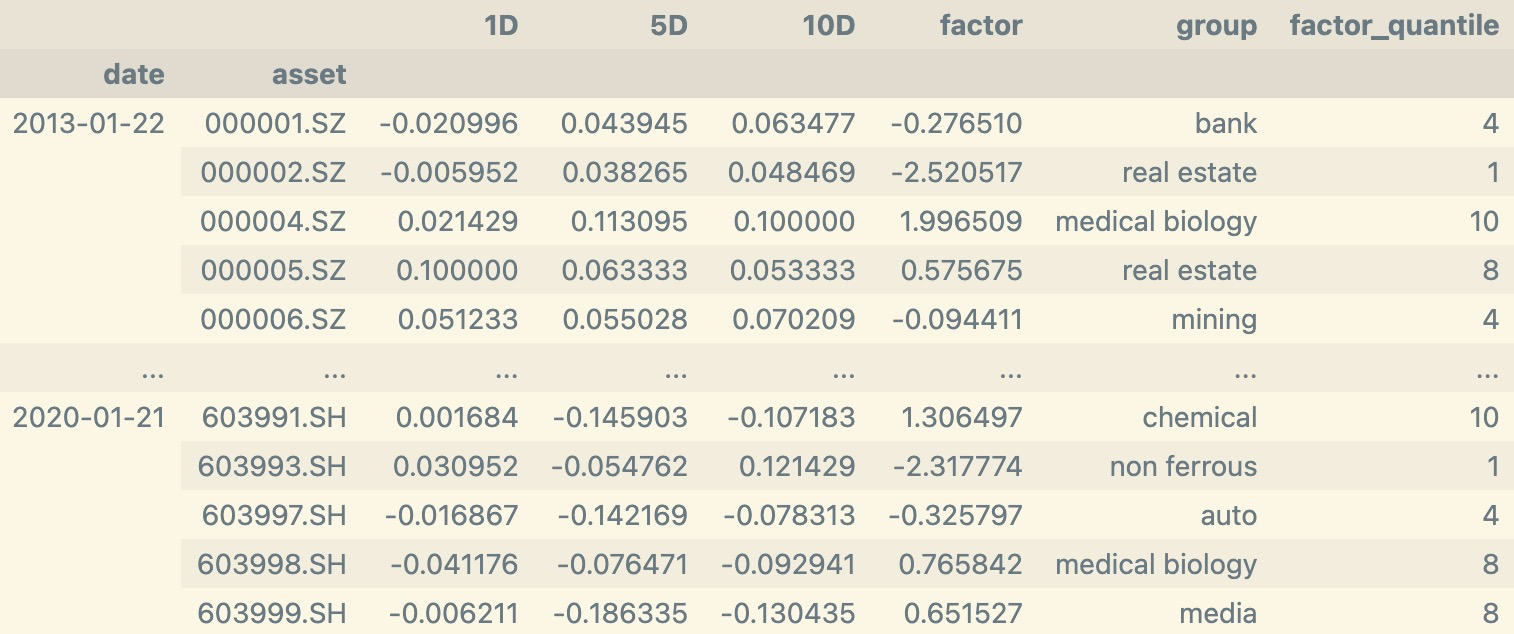 1D 5D 10D factor group factor_quantile
date asset
2013-01-22 000001.SZ -0.020996 0.043945 0.063477 -0.276510 bank 4
000002.SZ -0.005952 0.038265 0.048469 -2.520517 real estate 1
000004.SZ 0.021429 0.113095 0.100000 1.996509 medical biology 10
000005.SZ 0.100000 0.063333 0.053333 0.575675 real estate 8
000006.SZ 0.051233 0.055028 0.070209 -0.094411 mining 4
... ... ... ... ... ... ... ...
2020-01-21 603991.SH 0.001684 -0.145903 -0.107183 1.306497 chemical 10
603993.SH 0.030952 -0.054762 0.121429 -2.317774 non ferrous 1
603997.SH -0.016867 -0.142169 -0.078313 -0.325797 auto 4
603998.SH -0.041176 -0.076471 -0.092941 0.765842 medical biology 8
603999.SH -0.006211 -0.186335 -0.130435 0.651527 media 8